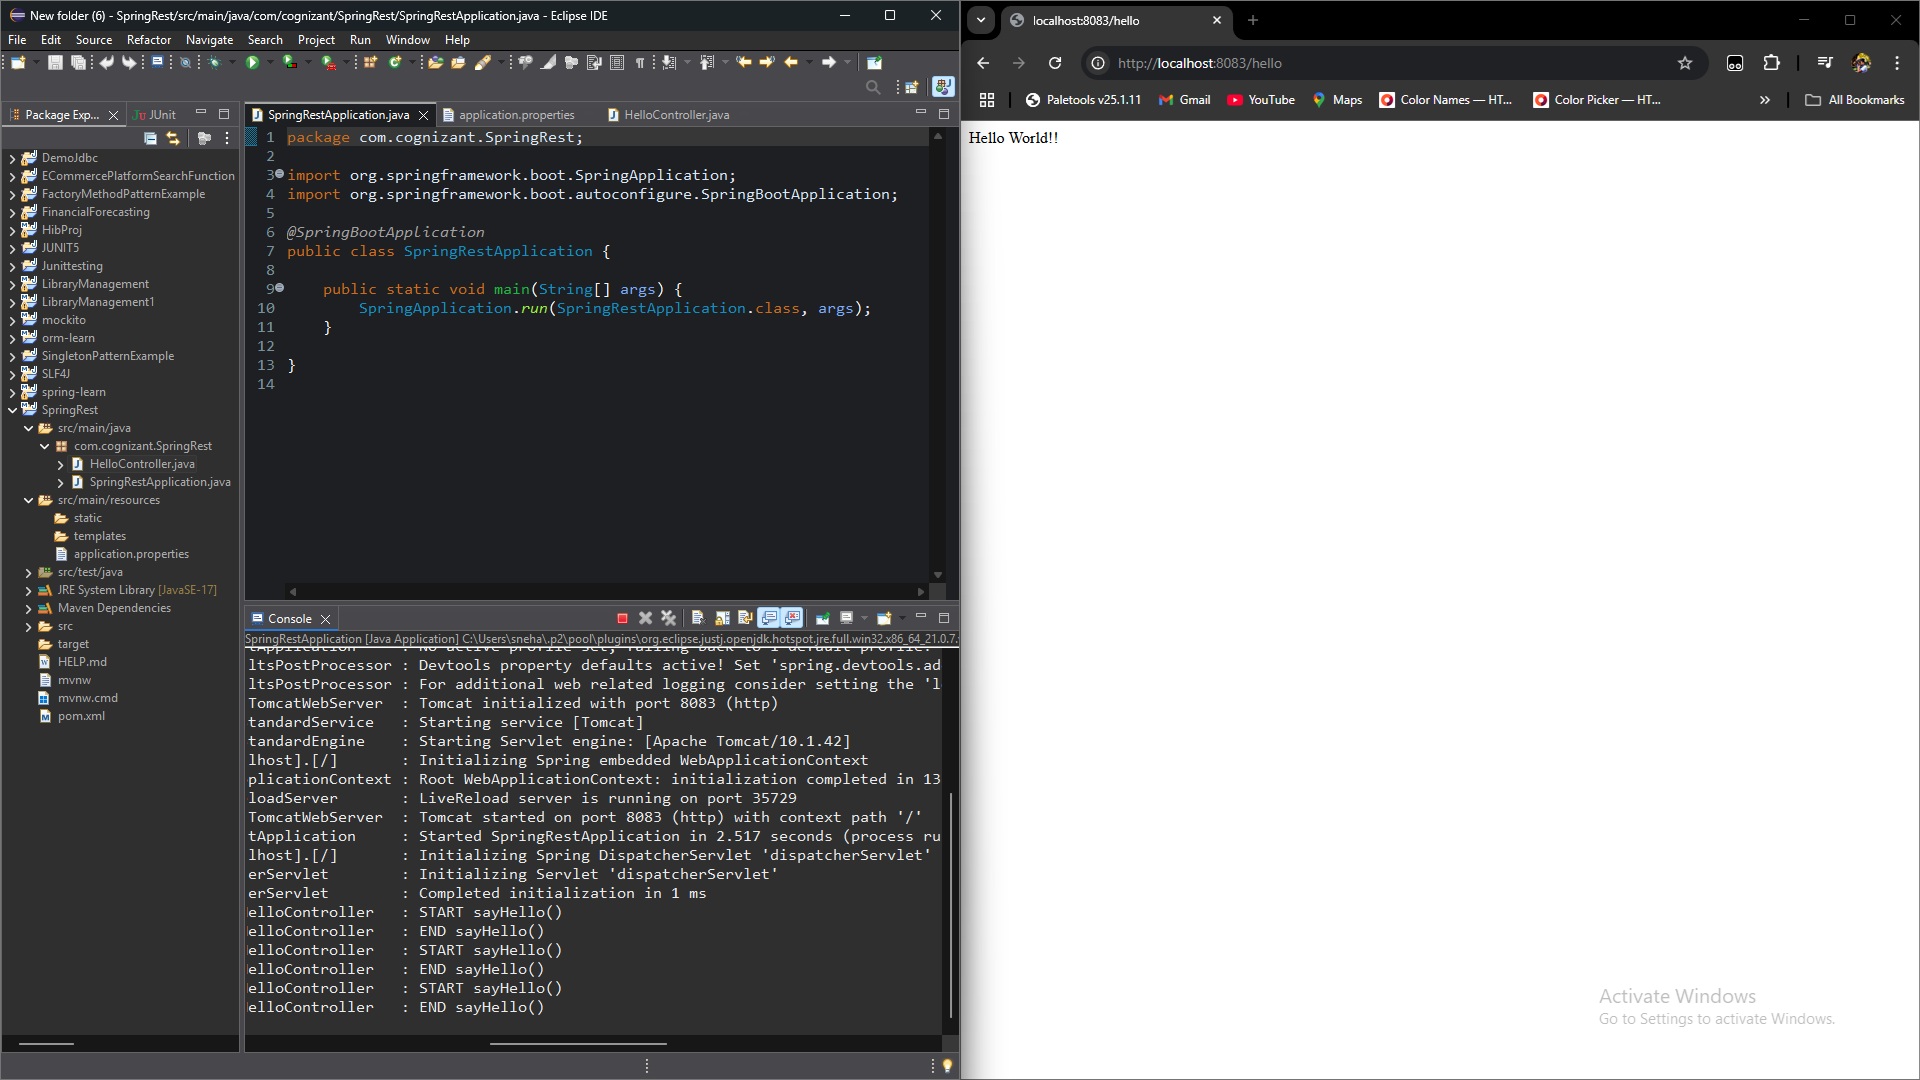 New folder (6) - SpringRest/src/main/java/com/cognizant/SpringRest/SpringRestApplication.java - Eclipse IDE
File Edit Source Refactor Navigate Search Project Run Window Help
Package Exp... JUnit
DemoJdbc
ECommercePlatformSearchFunction
FactoryMethodPatternExample
FinancialForecasting
HibProj
JUNIT5
Junittesting
LibraryManagement
LibraryManagement1
mockito
orm-learn
SingletonPatternExample
SLF4J
spring-learn
SpringRest
src/main/java
com.cognizant.SpringRest
HelloController.java
SpringRestApplication.java
src/main/resources
static
templates
application.properties
src/test/java
JRE System Library [JavaSE-17]
Maven Dependencies
src
target
HELP.md
mvnw
mvnw.cmd
pom.xml
SpringRestApplication.java application.properties HelloController.java
1 package com.cognizant.SpringRest;
2
3 import org.springframework.boot.SpringApplication;
4 import org.springframework.boot.autoconfigure.SpringBootApplication;
5
6 @SpringBootApplication
7 public class SpringRestApplication {
8
9 public static void main(String[] args) {
10 SpringApplication.run(SpringRestApplication.class, args);
11 }
12
13 }
14
Console
SpringRestApplication [Java Application] C:\Users\sneha\.p2\pool\plugins\org.eclipse.justj.openjdk.hotspot.jre.full.win32.x86_64_21.0.7.
tApplication : No active profile set, falling back to 1 default profile:
ltsPostProcessor : Devtools property defaults active! Set 'spring.devtools.ad
ltsPostProcessor : For additional web related logging consider setting the 'l
TomcatWebServer : Tomcat initialized with port 8083 (http)
tandardService : Starting service [Tomcat]
tandardEngine : Starting Servlet engine: [Apache Tomcat/10.1.42]
lhost].[/] : Initializing Spring embedded WebApplicationContext
plicationContext : Root WebApplicationContext: initialization completed in 13
loadServer : LiveReload server is running on port 35729
TomcatWebServer : Tomcat started on port 8083 (http) with context path '/'
tApplication : Started SpringRestApplication in 2.517 seconds (process ru
lhost].[/] : Initializing Spring DispatcherServlet 'dispatcherServlet'
erServlet : Initializing Servlet 'dispatcherServlet'
erServlet : Completed initialization in 1 ms
elloController : START sayHello()
elloController : END sayHello()
elloController : START sayHello()
elloController : END sayHello()
elloController : START sayHello()
elloController : END sayHello()
localhost:8083/hello
http://localhost:8083/hello
Paletools v25.1.11 Gmail YouTube Maps Color Names — HT... Color Picker — HT... » All Bookmarks
Hello World!!
Activate Windows
Go to Settings to activate Windows.